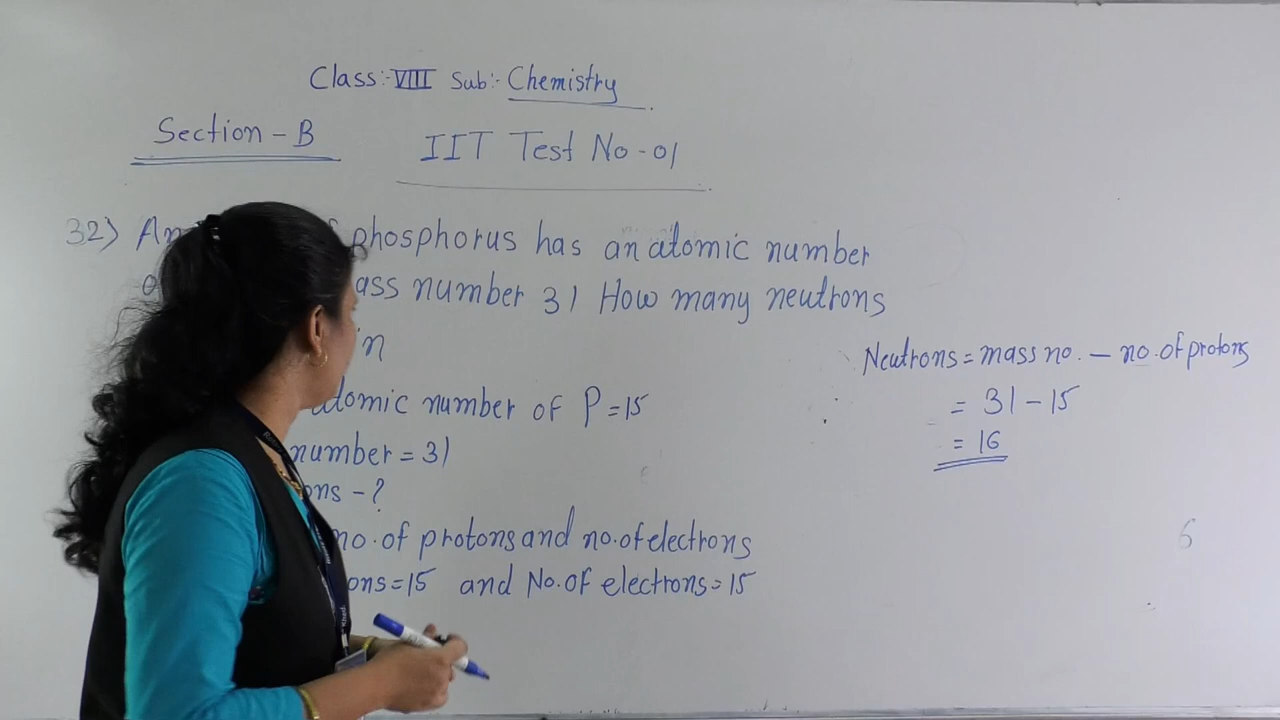 Class:- VIII Sub:- Chemistry
Section - B
IIT Test No-01
32) An phosphorus has an atomic number
ass number 31 How many neutrons
in
atomic number of P = 15
number = 31
ons - ?
no. of protons and no. of electrons
ons = 15 and No. of electrons = 15
Neutrons = mass no. - no. of protons
= 31 - 15
= 16
6